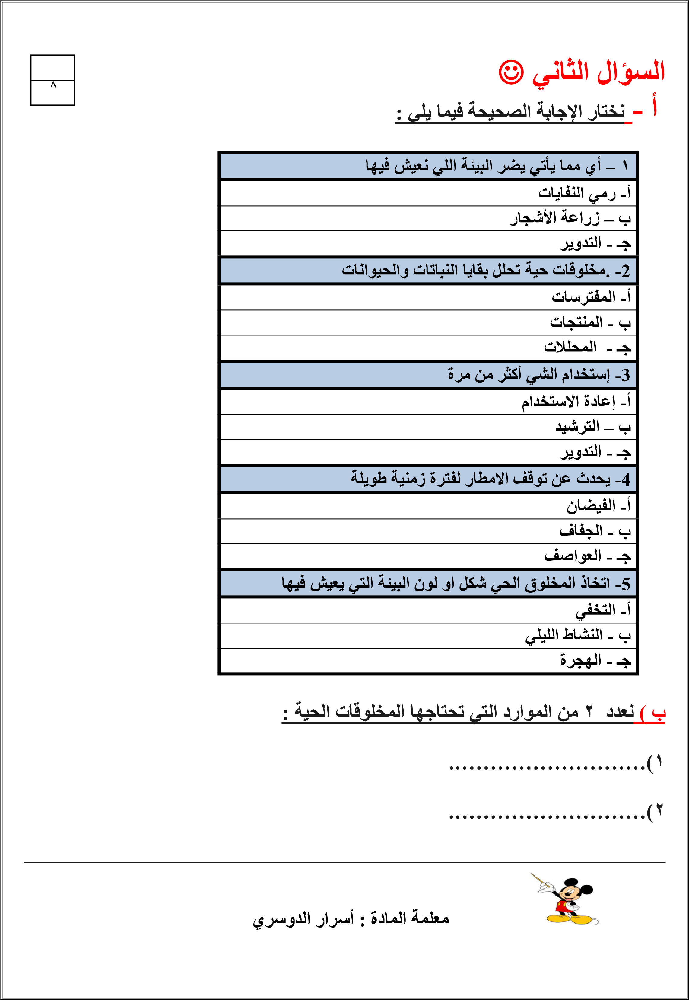 السؤال الثاني ☺
٨
أ - نختار الإجابة الصحيحة فيما يلي :
١ – أي مما يأتي يضر البيئة اللي نعيش فيها
أ- رمي النفايات
ب – زراعة الأشجار
جـ - التدوير
2- .مخلوقات حية تحلل بقايا النباتات والحيوانات
أ- المفترسات
ب - المنتجات
جـ - المحللات
3- إستخدام الشي أكثر من مرة
أ- إعادة الاستخدام
ب – الترشيد
جـ - التدوير
4- يحدث عن توقف الامطار لفترة زمنية طويلة
أ- الفيضان
ب - الجفاف
جـ - العواصف
5- اتخاذ المخلوق الحي شكل او لون البيئة التي يعيش فيها
أ- التخفي
ب - النشاط الليلي
جـ - الهجرة
ب ) نعدد ٢ من الموارد التي تحتاجها المخلوقات الحية :
١)...........................
٢)...........................
معلمة المادة : أسرار الدوسري